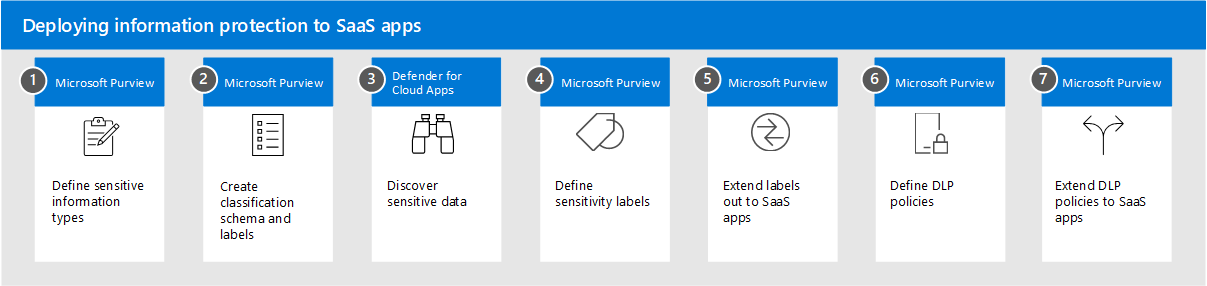 Deploying information protection to SaaS apps
1
Microsoft Purview
Define sensitive
information
types
2
Microsoft Purview
Create
classification
schema and
labels
3
Defender for
Cloud Apps
Discover
sensitive data
4
Microsoft Purview
Define
sensitivity labels
5
Microsoft Purview
Extend labels
out to SaaS
apps
6
Microsoft Purview
Define DLP
policies
7
Microsoft Purview
Extend DLP
policies to SaaS
apps